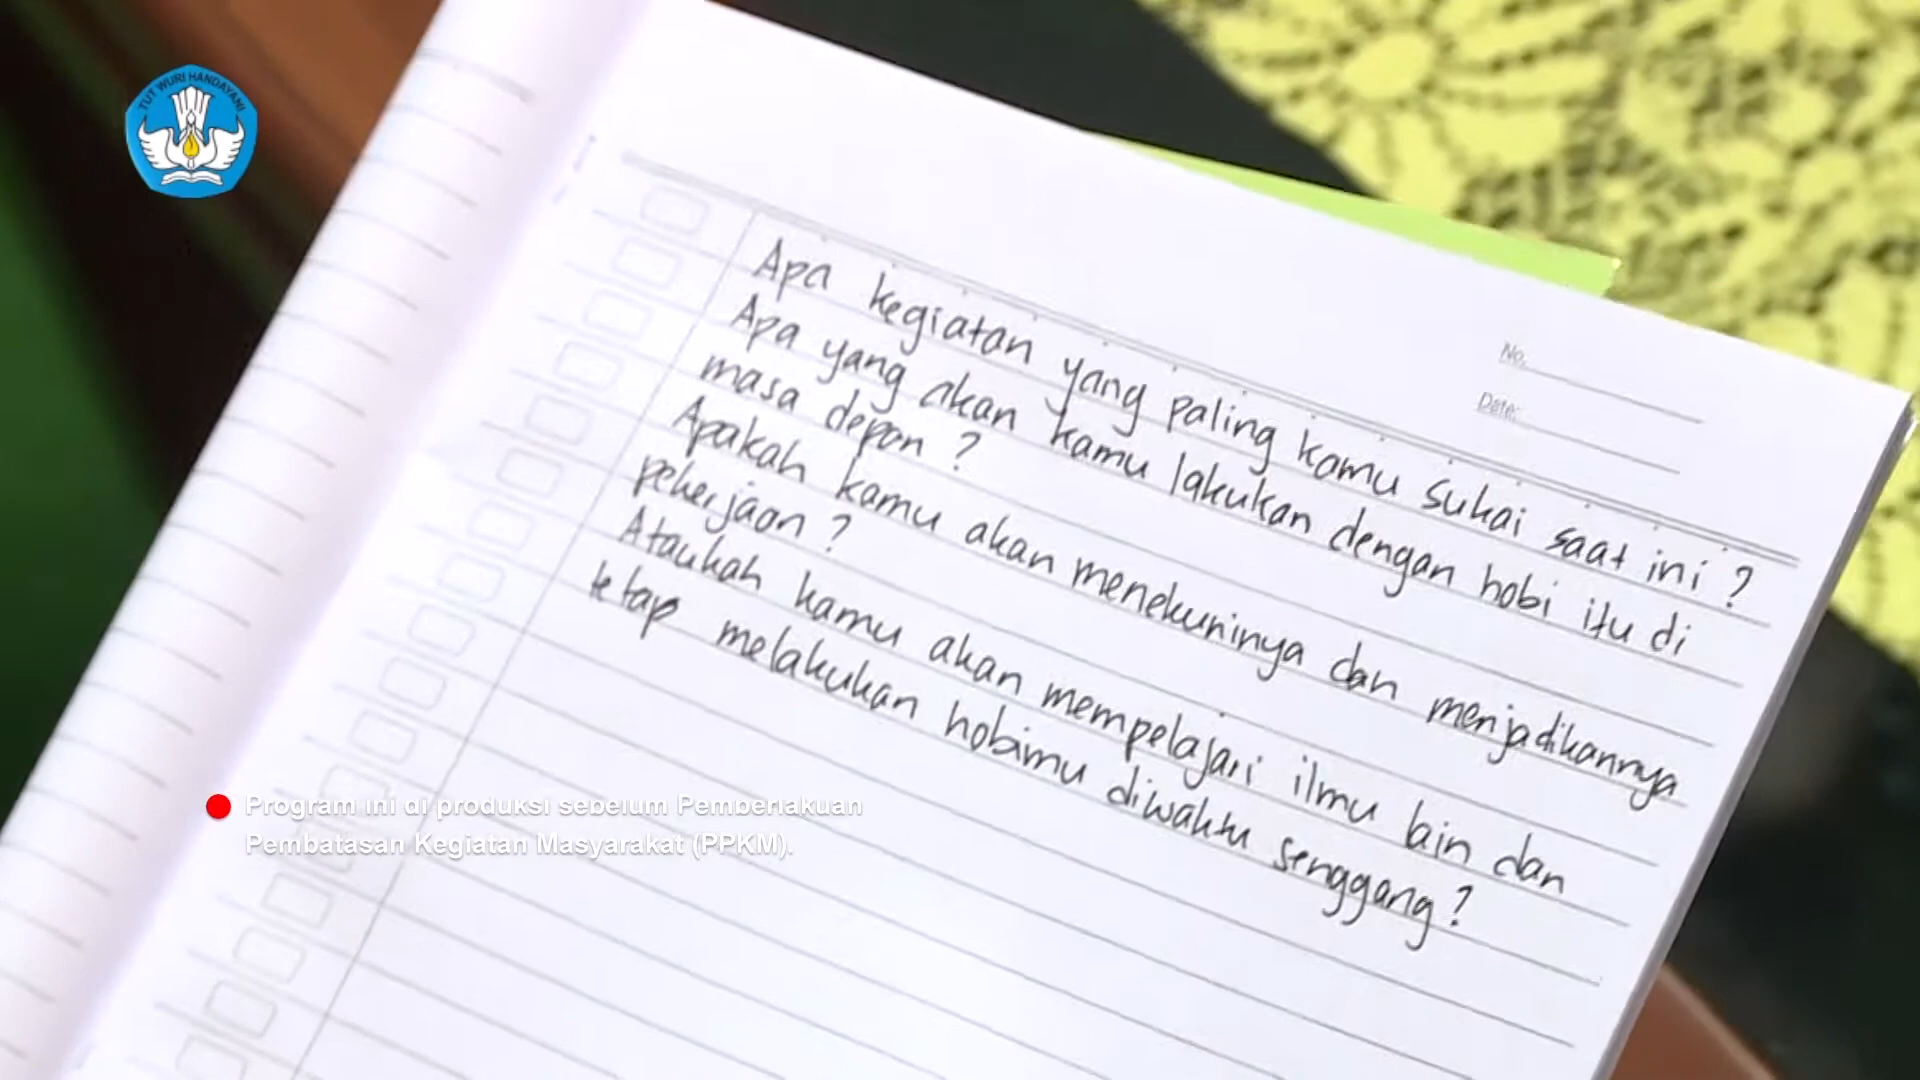 TUT WURI HANDAYANI
No.
Date:
Apa kegiatan yang paling kamu sukai saat ini ?
Apa yang akan kamu lakukan dengan hobi itu di
masa depan ?
Apakah kamu akan menekuninya dan menjadikannya
pekerjaan ?
Ataukah kamu akan mempelajari ilmu lain dan
tetap melakukan hobimu diwaktu senggang ?
Program ini di produksi sebelum Pemberlakuan
Pembatasan Kegiatan Masyarakat (PPKM).